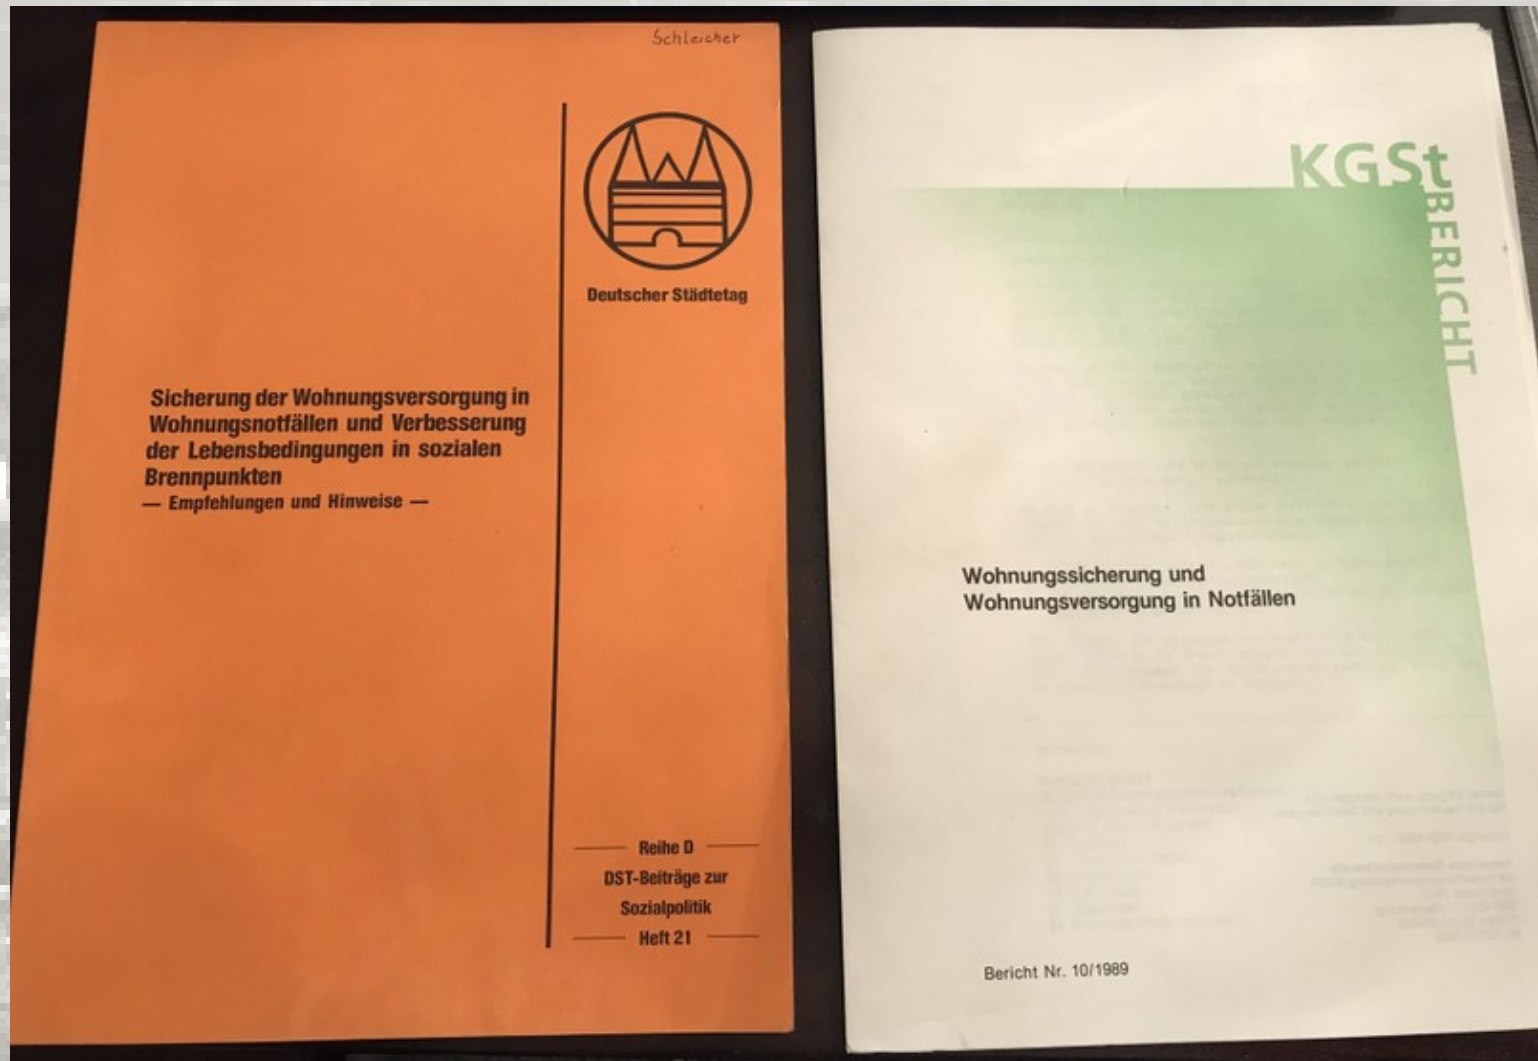 Schleicher
Deutscher Städtetag
Sicherung der Wohnungsversorgung in
Wohnungsnotfällen und Verbesserung
der Lebensbedingungen in sozialen
Brennpunkten
— Empfehlungen und Hinweise —
Reihe D
DST-Beiträge zur
Sozialpolitik
Heft 21
KGSt
BERICHT
Wohnungssicherung und
Wohnungsversorgung in Notfällen
Bericht Nr. 10/1989